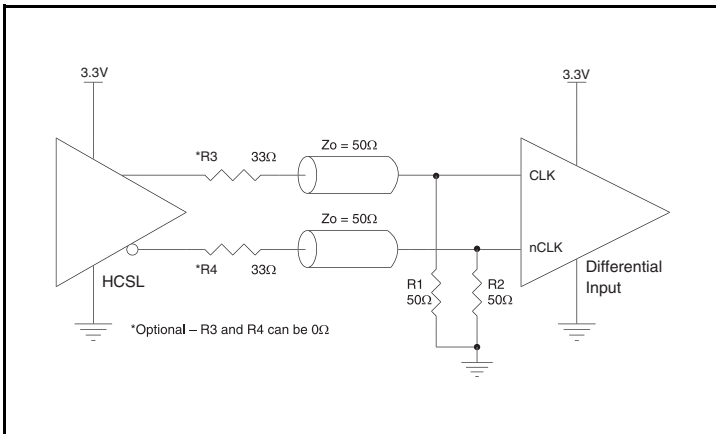 3.3V
3.3V
*R3
33Ω
Zo = 50Ω
CLK
Zo = 50Ω
nCLK
*R4
33Ω
HCSL
R1
50Ω
R2
50Ω
Differential
Input
*Optional – R3 and R4 can be 0Ω